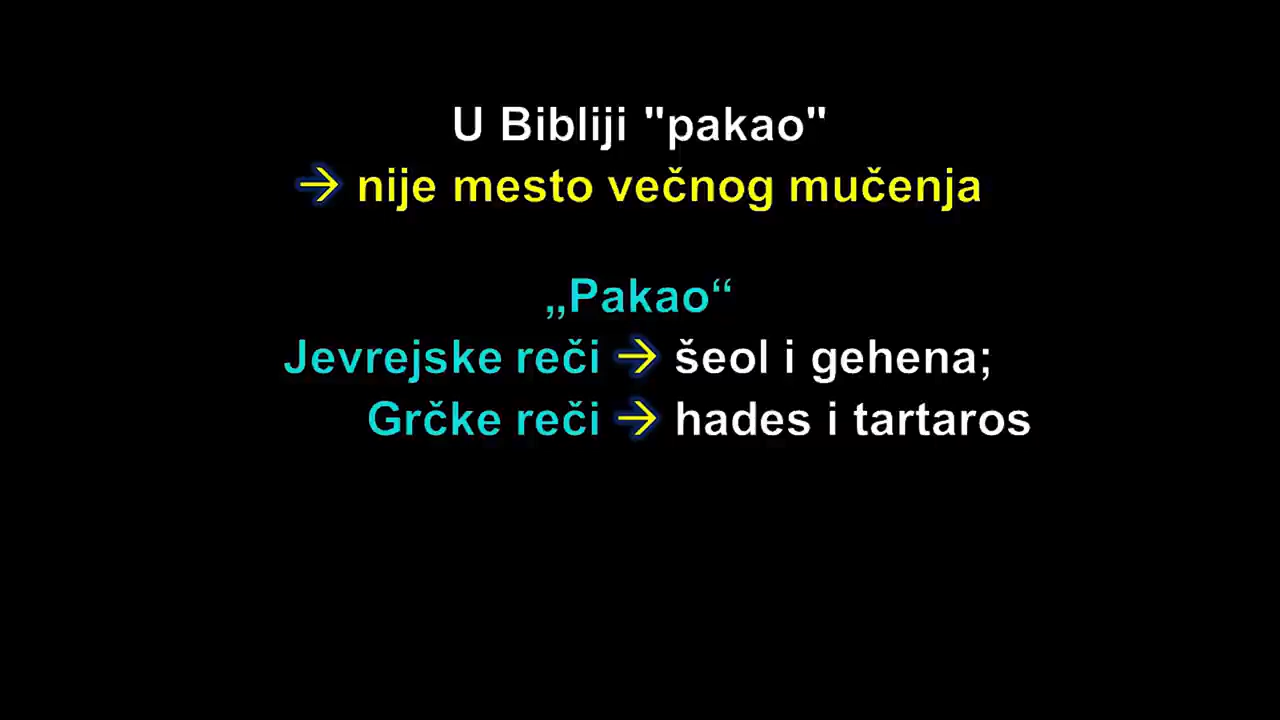 U Bibliji "pakao"
→ nije mesto večnog mučenja
„Pakao“
Jevrejske reči → šeol i gehena;
Grčke reči → hades i tartaros